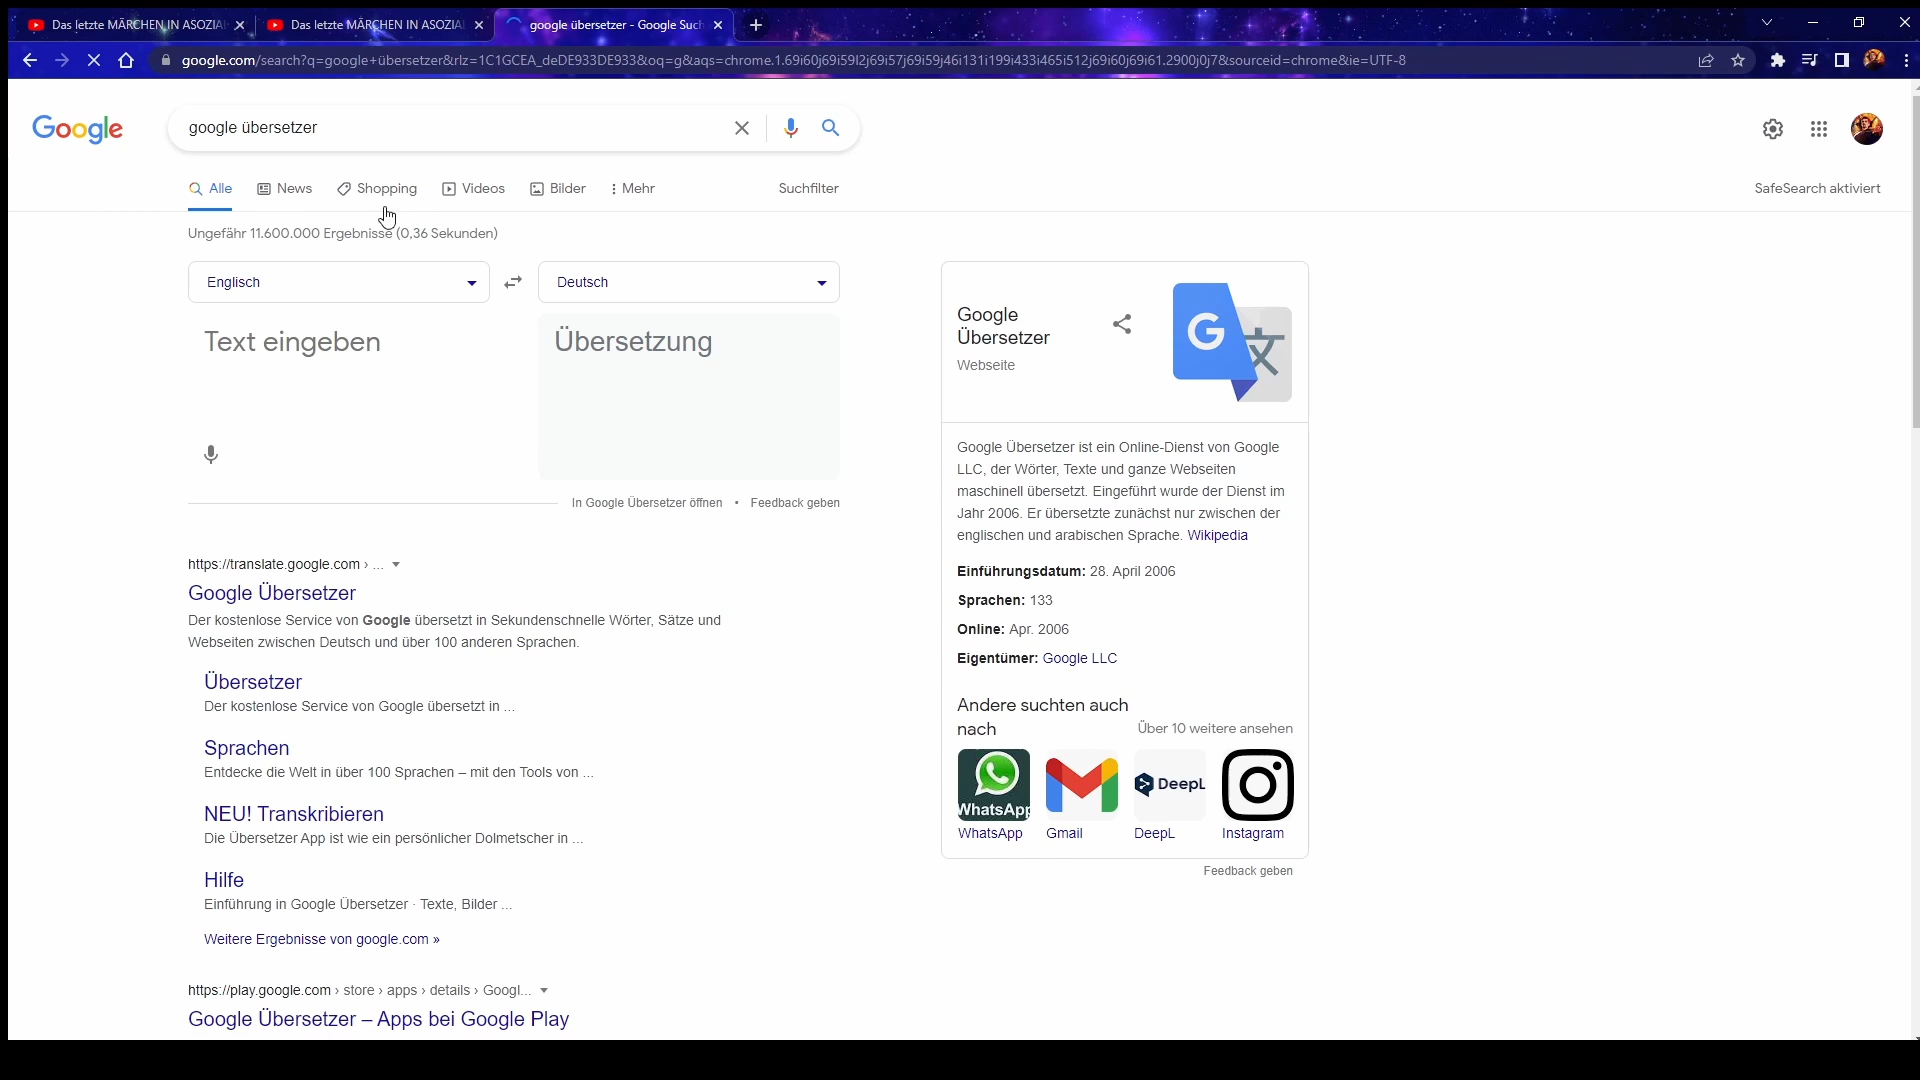 Das letzte MÄRCHEN IN ASOZIAL
Das letzte MÄRCHEN IN ASOZIAL
google übersetzer - Google Such
google.com/search?q=google+übersetzer&rlz=1C1GCEA_deDE933DE933&oq=g&aqs=chrome.1.69i60j69i59l2j69i57j69i59j46i131i199i433i465i512j69i60j69i61.2900j0j7&sourceid=chrome&ie=UTF-8
Google
google übersetzer
Alle
News
Shopping
Videos
Bilder
Mehr
Suchfilter
SafeSearch aktiviert
Ungefähr 11.600.000 Ergebnisse (0,36 Sekunden)
Englisch
Deutsch
Text eingeben
Übersetzung
In Google Übersetzer öffnen • Feedback geben
https://translate.google.com › ...
Google Übersetzer
Der kostenlose Service von Google übersetzt in Sekundenschnelle Wörter, Sätze und
Webseiten zwischen Deutsch und über 100 anderen Sprachen.
Übersetzer
Der kostenlose Service von Google übersetzt in ...
Sprachen
Entdecke die Welt in über 100 Sprachen – mit den Tools von ...
NEU! Transkribieren
Die Übersetzer App ist wie ein persönlicher Dolmetscher in ...
Hilfe
Einführung in Google Übersetzer · Texte, Bilder ...
Weitere Ergebnisse von google.com »
https://play.google.com › store › apps › details › Googl...
Google Übersetzer – Apps bei Google Play
Google
Übersetzer
Webseite
G
文
Google Übersetzer ist ein Online-Dienst von Google
LLC, der Wörter, Texte und ganze Webseiten
maschinell übersetzt. Eingeführt wurde der Dienst im
Jahr 2006. Er übersetzte zunächst nur zwischen der
englischen und arabischen Sprache. Wikipedia
Einführungsdatum: 28. April 2006
Sprachen: 133
Online: Apr. 2006
Eigentümer: Google LLC
Andere suchten auch
nach
Über 10 weitere ansehen
WhatsApp
DeepL
WhatsApp
Gmail
DeepL
Instagram
Feedback geben